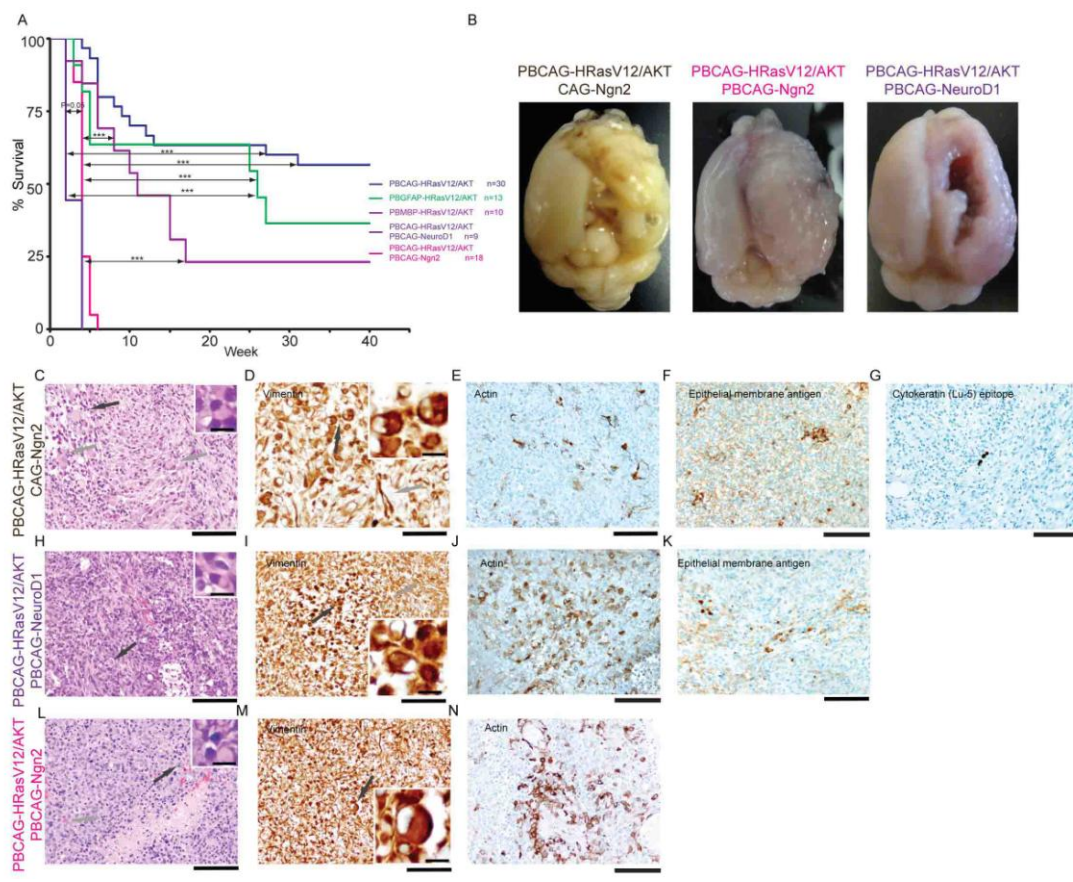 A
B
100
75
50
25
0
% Survival
0
10
20
30
40
Week
P=0.05
***
***
***
***
***
***
PBCAG-HRasV12/AKT n=30
PBGFAP-HRasV12/AKT n=13
PBMBP-HRasV12/AKT n=10
PBCAG-HRasV12/AKT
PBCAG-NeuroD1 n=9
PBCAG-HRasV12/AKT
PBCAG-Ngn2 n=18
PBCAG-HRasV12/AKT
CAG-Ngn2
PBCAG-HRasV12/AKT
PBCAG-Ngn2
PBCAG-HRasV12/AKT
PBCAG-NeuroD1
PBCAG-HRasV12/AKT
CAG-Ngn2
C
D
Vimentin
E
Actin
F
Epithelial membrane antigen
G
Cytokeratin (Lu-5) epitope
PBCAG-HRasV12/AKT
PBCAG-NeuroD1
H
I
Vimentin
J
Actin
K
Epithelial membrane antigen
PBCAG-HRasV12/AKT
PBCAG-Ngn2
L
M
Vimentin
N
Actin